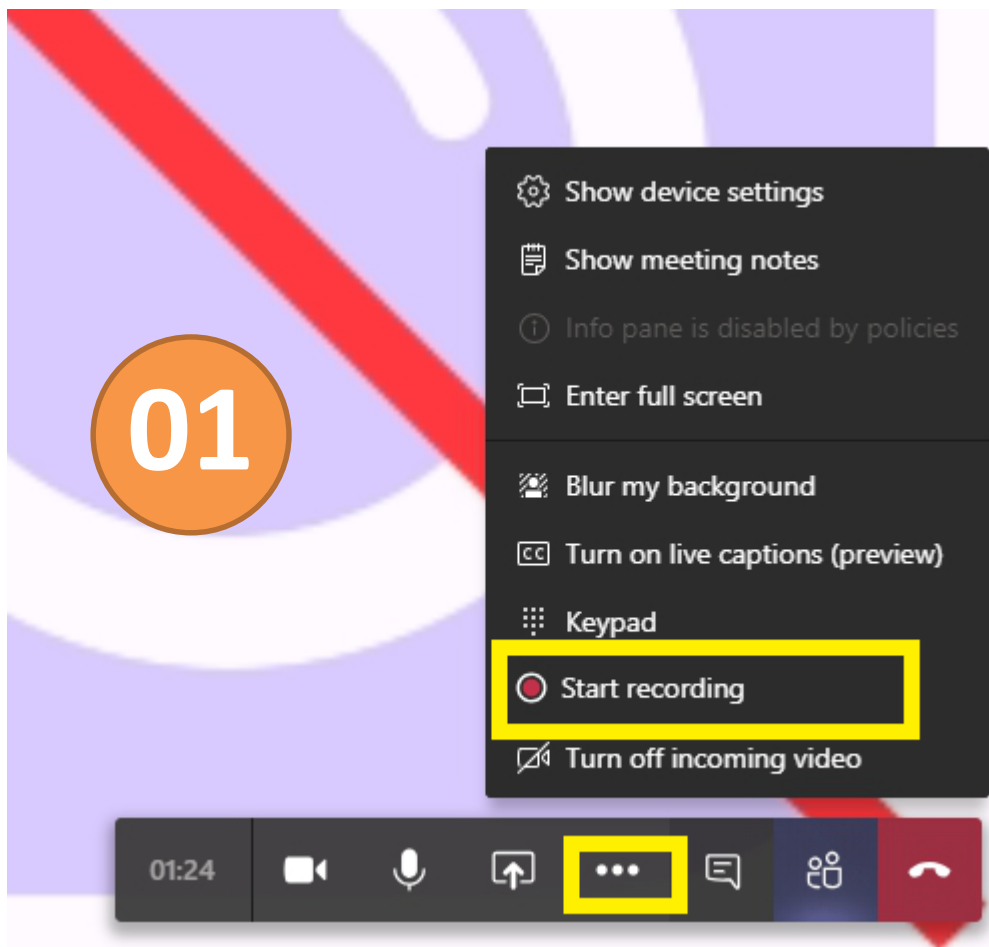 Show device settings
Show meeting notes
Info pane is disabled by policies
Enter full screen
01
Blur my background
CC Turn on live captions (preview)
Keypad
Start recording
Turn off incoming video
01:24